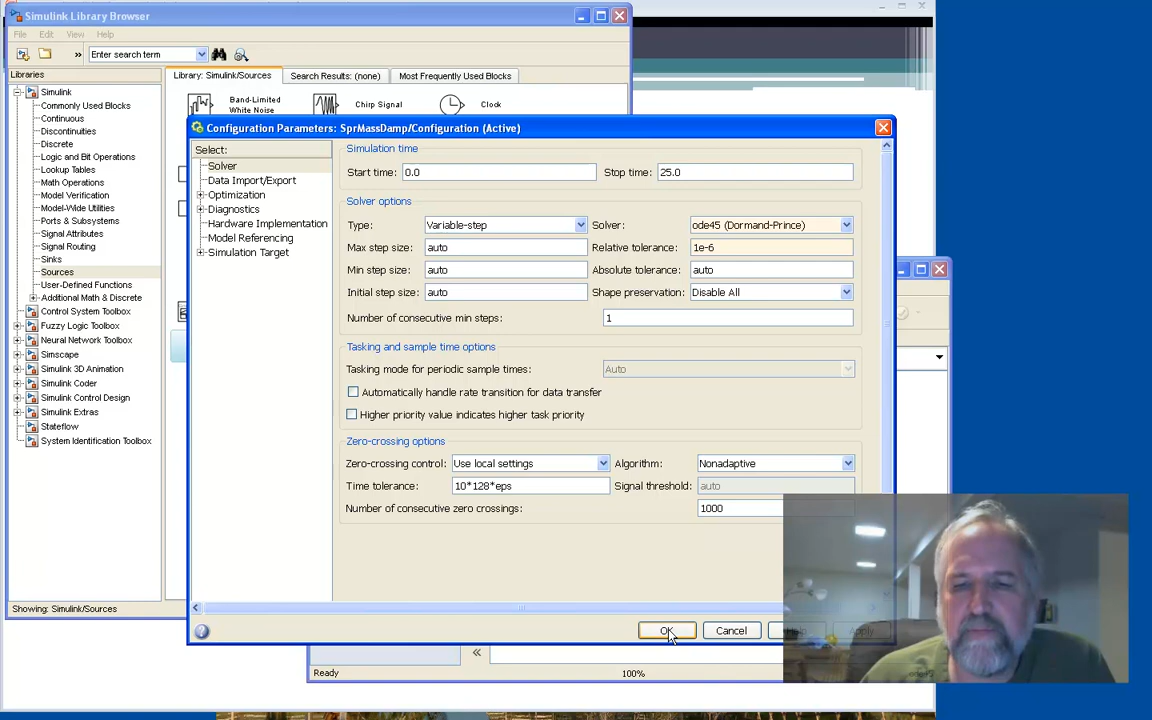 Simulink Library Browser
File Edit View Help
» Enter search term
Libraries
Library: Simulink/Sources Search Results: (none) Most Frequently Used Blocks
Simulink
Commonly Used Blocks
Continuous
Discontinuities
Discrete
Logic and Bit Operations
Lookup Tables
Math Operations
Model Verification
Model-Wide Utilities
Ports & Subsystems
Signal Attributes
Signal Routing
Sinks
Sources
User-Defined Functions
Additional Math & Discrete
Control System Toolbox
Fuzzy Logic Toolbox
Neural Network Toolbox
Simscape
Simulink 3D Animation
Simulink Coder
Simulink Control Design
Simulink Extras
Stateflow
System Identification Toolbox
Showing: Simulink/Sources
Band-Limited
White Noise
Chirp Signal
Clock
Configuration Parameters: SprMassDamp/Configuration (Active)
Select:
Solver
Data Import/Export
Optimization
Diagnostics
Hardware Implementation
Model Referencing
Simulation Target
Simulation time
Start time: 0.0 Stop time: 25.0
Solver options
Type: Variable-step Solver: ode45 (Dormand-Prince)
Max step size: auto Relative tolerance: 1e-6
Min step size: auto Absolute tolerance: auto
Initial step size: auto Shape preservation: Disable All
Number of consecutive min steps: 1
Tasking and sample time options
Tasking mode for periodic sample times: Auto
Automatically handle rate transition for data transfer
Higher priority value indicates higher task priority
Zero-crossing options
Zero-crossing control: Use local settings Algorithm: Nonadaptive
Time tolerance: 10*128*eps Signal threshold: auto
Number of consecutive zero crossings: 1000
OK Cancel Help Apply
« 
Ready 100% ode45